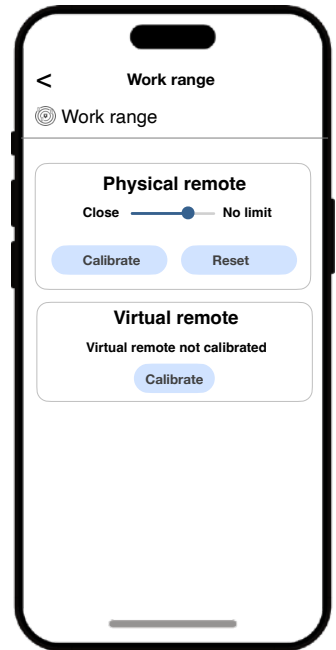 < Work range
Work range
Physical remote
Close No limit
Calibrate Reset
Virtual remote
Virtual remote not calibrated
Calibrate